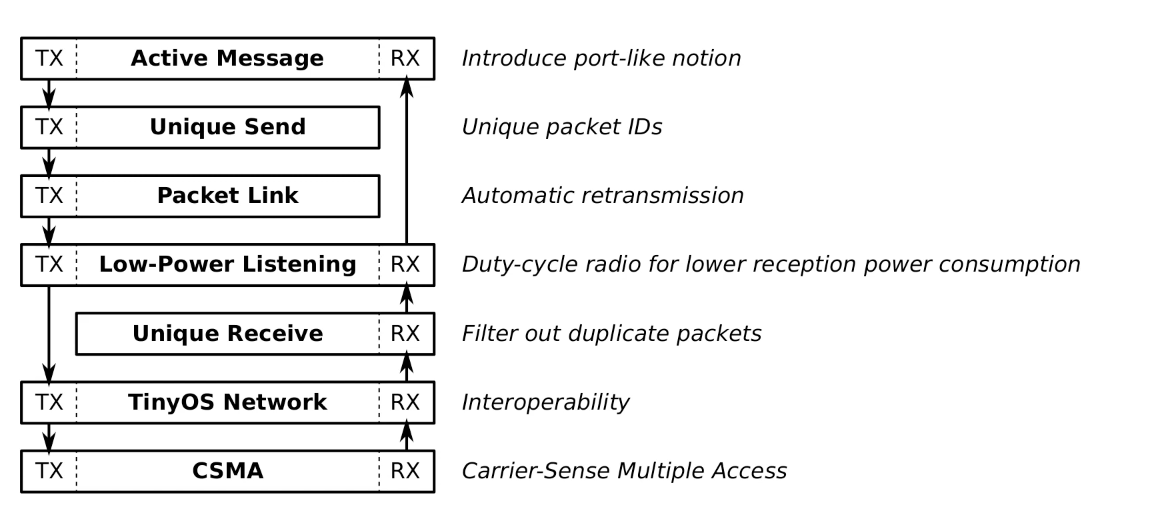 TX Active Message RX Introduce port-like notion
TX Unique Send Unique packet IDs
TX Packet Link Automatic retransmission
TX Low-Power Listening RX Duty-cycle radio for lower reception power consumption
Unique Receive RX Filter out duplicate packets
TX TinyOS Network RX Interoperability
TX CSMA RX Carrier-Sense Multiple Access